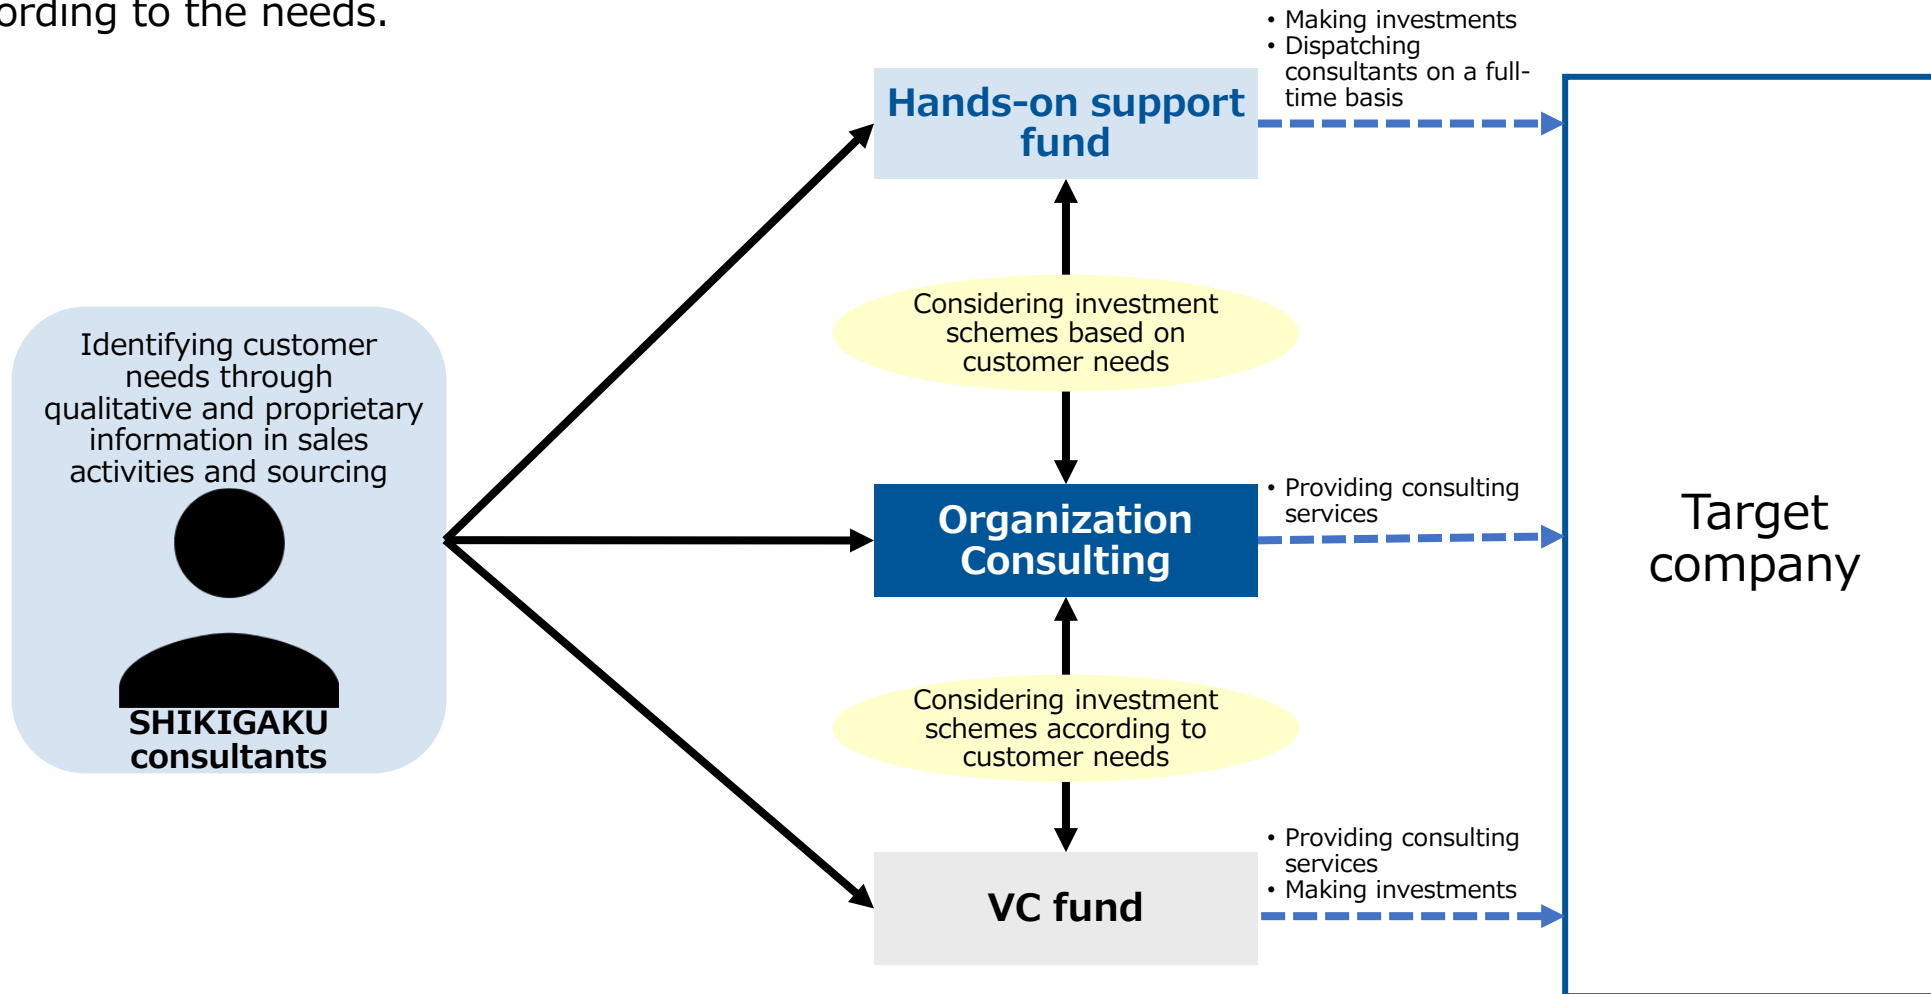 ording to the needs.
• Making investments
• Dispatching
consultants on a full-
time basis
Hands-on support
fund
Considering investment
schemes based on
customer needs
Identifying customer
needs through
qualitative and proprietary
information in sales
activities and sourcing
SHIKIGAKU
consultants
Organization
Consulting
• Providing consulting
services
Target
company
Considering investment
schemes according to
customer needs
VC fund
• Providing consulting
services
• Making investments